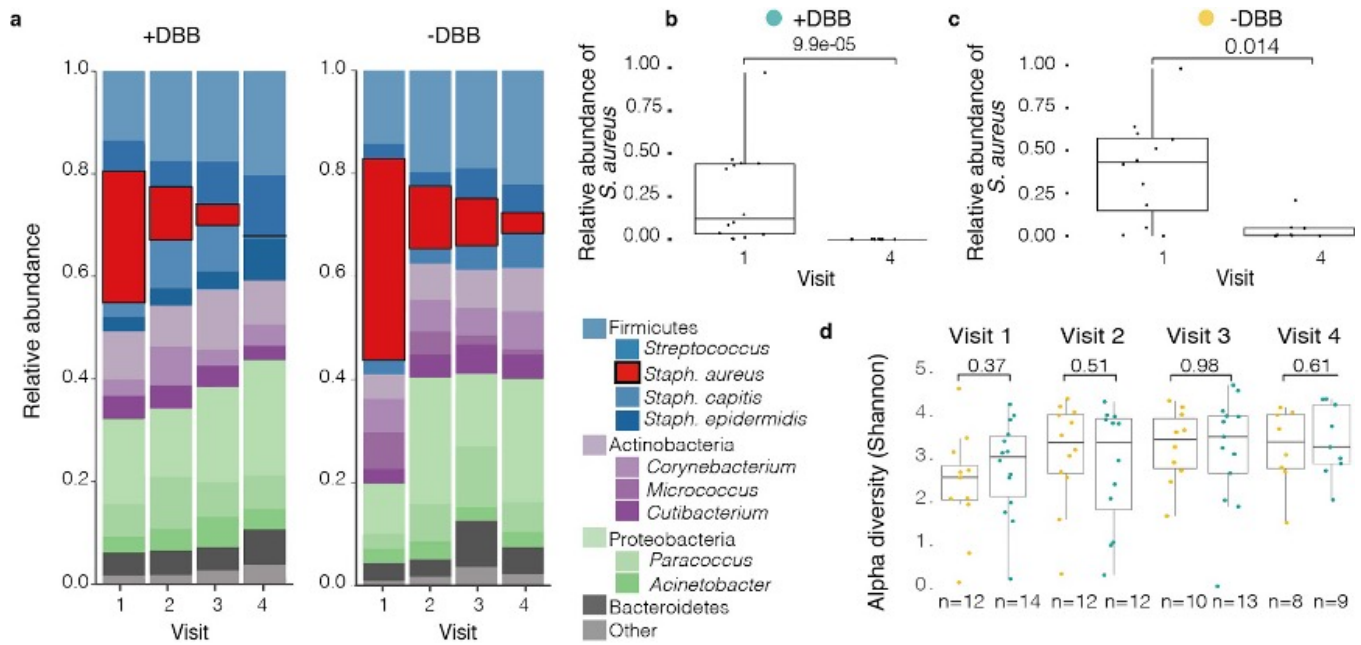 a
+DBB
-DBB
Relative abundance
1.0
0.8
0.6
0.4
0.2
0.0
1 2 3 4
Visit
1.0
0.8
0.6
0.4
0.2
0.0
1 2 3 4
Visit
Firmicutes
Streptococcus
Staph. aureus
Staph. capitis
Staph. epidermidis
Actinobacteria
Corynebacterium
Micrococcus
Cutibacterium
Proteobacteria
Paracoccus
Acinetobacter
Bacteroidetes
Other
b
+DBB
9.9e-05
Relative abundance of
S. aureus
1.00
0.75
0.50
0.25
0.00
1 4
Visit
c
-DBB
0.014
Relative abundance of
S. aureus
1.00
0.75
0.50
0.25
0.00
1 4
Visit
d
Visit 1 Visit 2 Visit 3 Visit 4
0.37 0.51 0.98 0.61
Alpha diversity (Shannon)
5
4
3
2
1
0
n=12 n=14 n=12 n=12 n=10 n=13 n=8 n=9